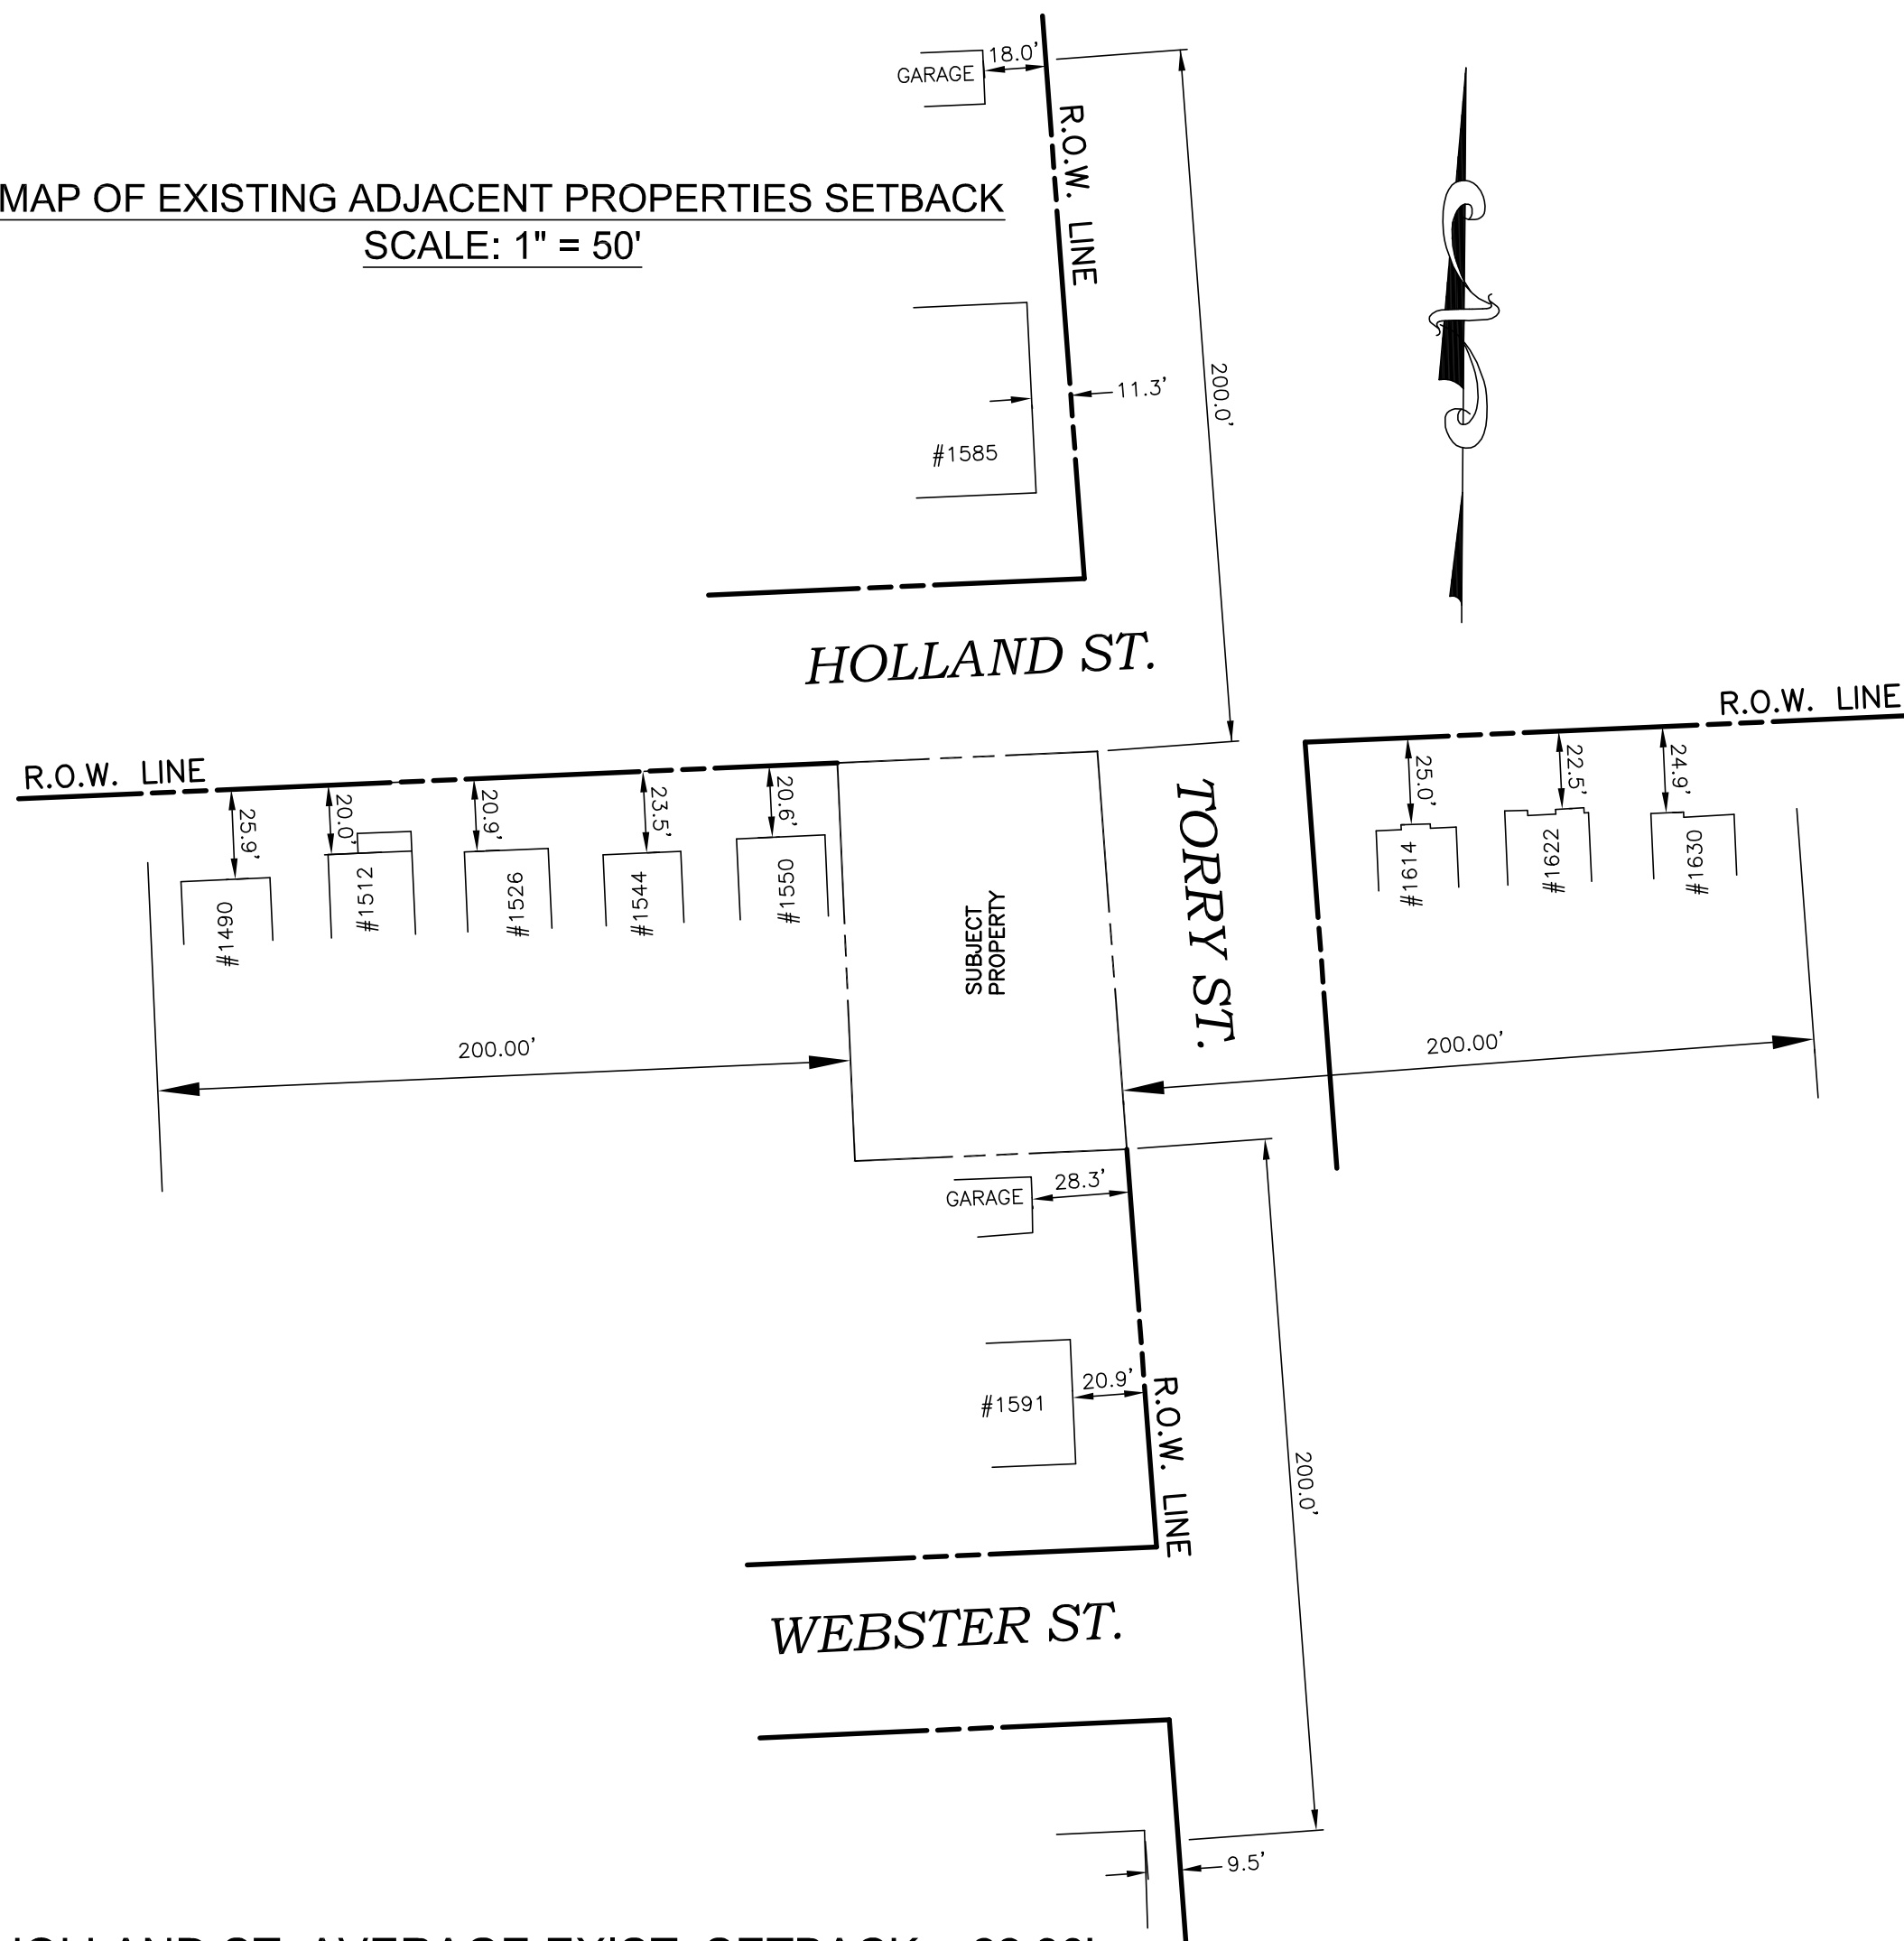 18.0'
GARAGE
R.O.W. LINE
MAP OF EXISTING ADJACENT PROPERTIES SETBACK
SCALE: 1" = 50'
200.0'
11.3'
#1585
HOLLAND ST.
R.O.W. LINE
R.O.W. LINE
25.9'
20.0'
20.9'
23.5'
20.6'
25.0'
22.5'
24.9'
#1490
#1512
#1526
#1544
#1550
SUBJECT
PROPERTY
TORRY ST.
#1614
#1622
#1630
200.00'
200.00'
GARAGE
28.3'
#1591
20.9'
R.O.W. LINE
200.0'
WEBSTER ST.
9.5'